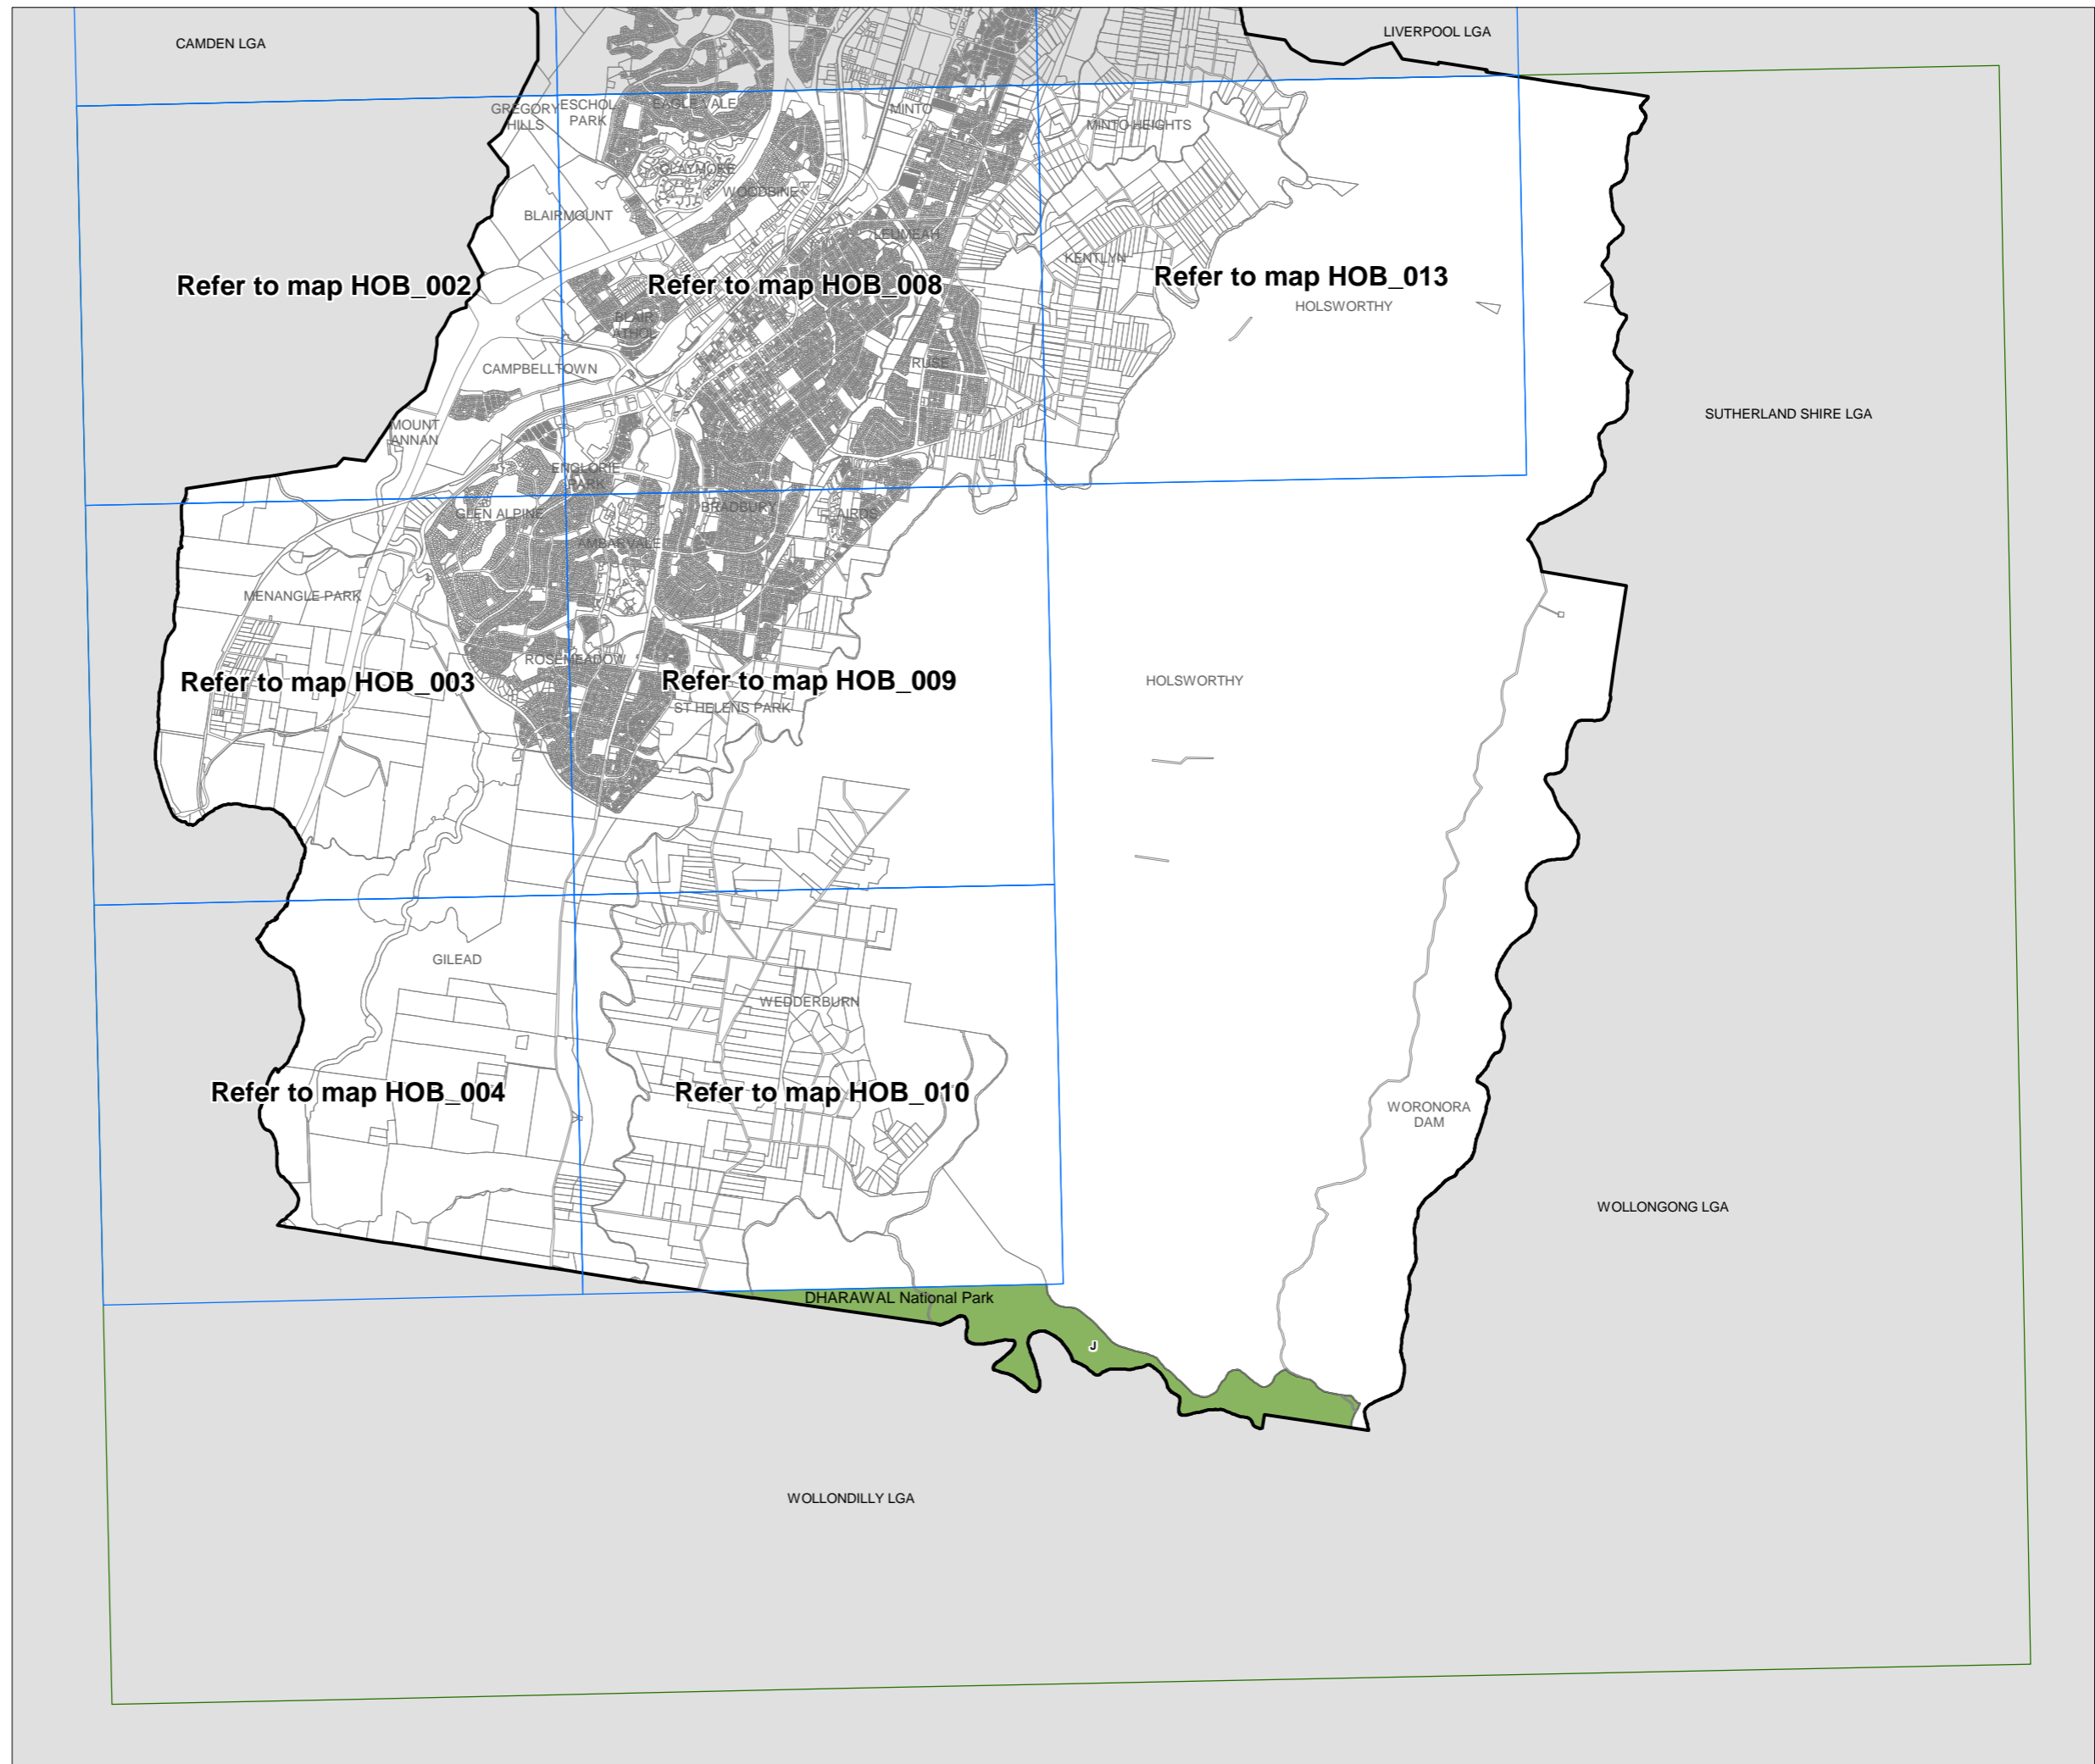 CAMDEN LGA
LIVERPOOL LGA
GREGORY
HILLS
ESCHOL
PARK
EAGLE VALE
MINTO
MINTO HEIGHTS
CLAYMORE
WOODBINE
BLAIRMOUNT
LEUMEAH
KENTLYN
Refer to map HOB_002
Refer to map HOB_008
Refer to map HOB_013
HOLSWORTHY
BLAIR
ATHOL
CAMPBELLTOWN
RUSE
SUTHERLAND SHIRE LGA
MOUNT
ANNAN
ENGLORIE
PARK
GLEN ALPINE
BRADBURY
AIRDS
AMBARVALE
MENANGLE PARK
ROSEMEADOW
Refer to map HOB_003
Refer to map HOB_009
HOLSWORTHY
ST HELENS PARK
GILEAD
WEDDERBURN
Refer to map HOB_004
Refer to map HOB_010
WORONORA
DAM
WOLLONGONG LGA
DHARAWAL National Park
J
WOLLONDILLY LGA